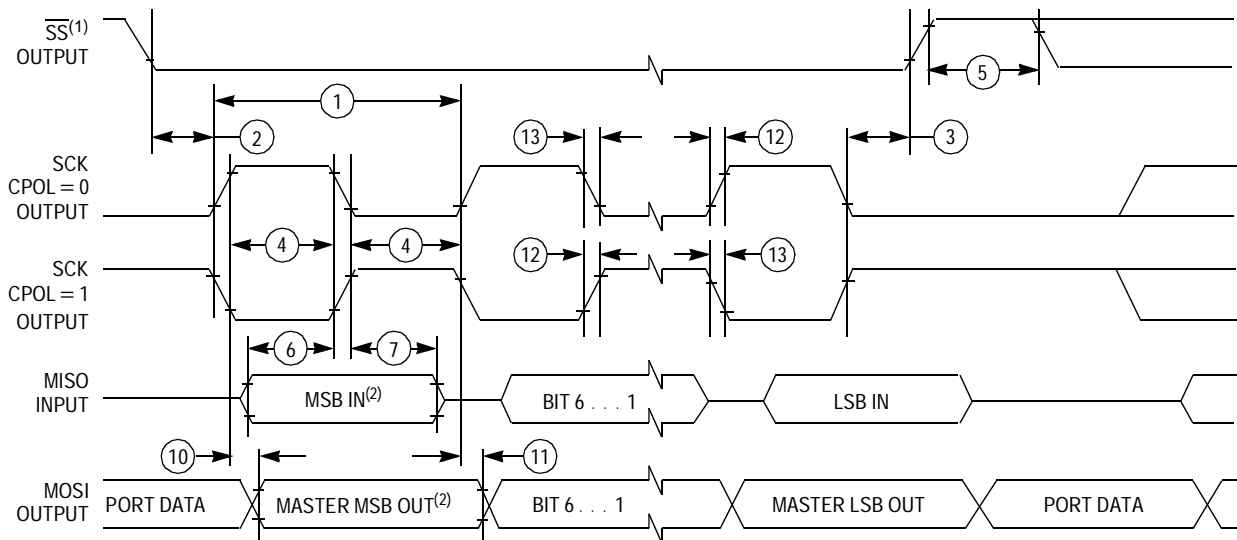 SS(1)
OUTPUT
5
1
2
13
12
3
SCK
CPOL = 0
OUTPUT
4
4
SCK
CPOL = 1
OUTPUT
12
13
6
7
MISO
INPUT
MSB IN(2)
BIT 6 . . . 1
LSB IN
10
11
MOSI
OUTPUT
PORT DATA
MASTER MSB OUT(2)
BIT 6 . . . 1
MASTER LSB OUT
PORT DATA